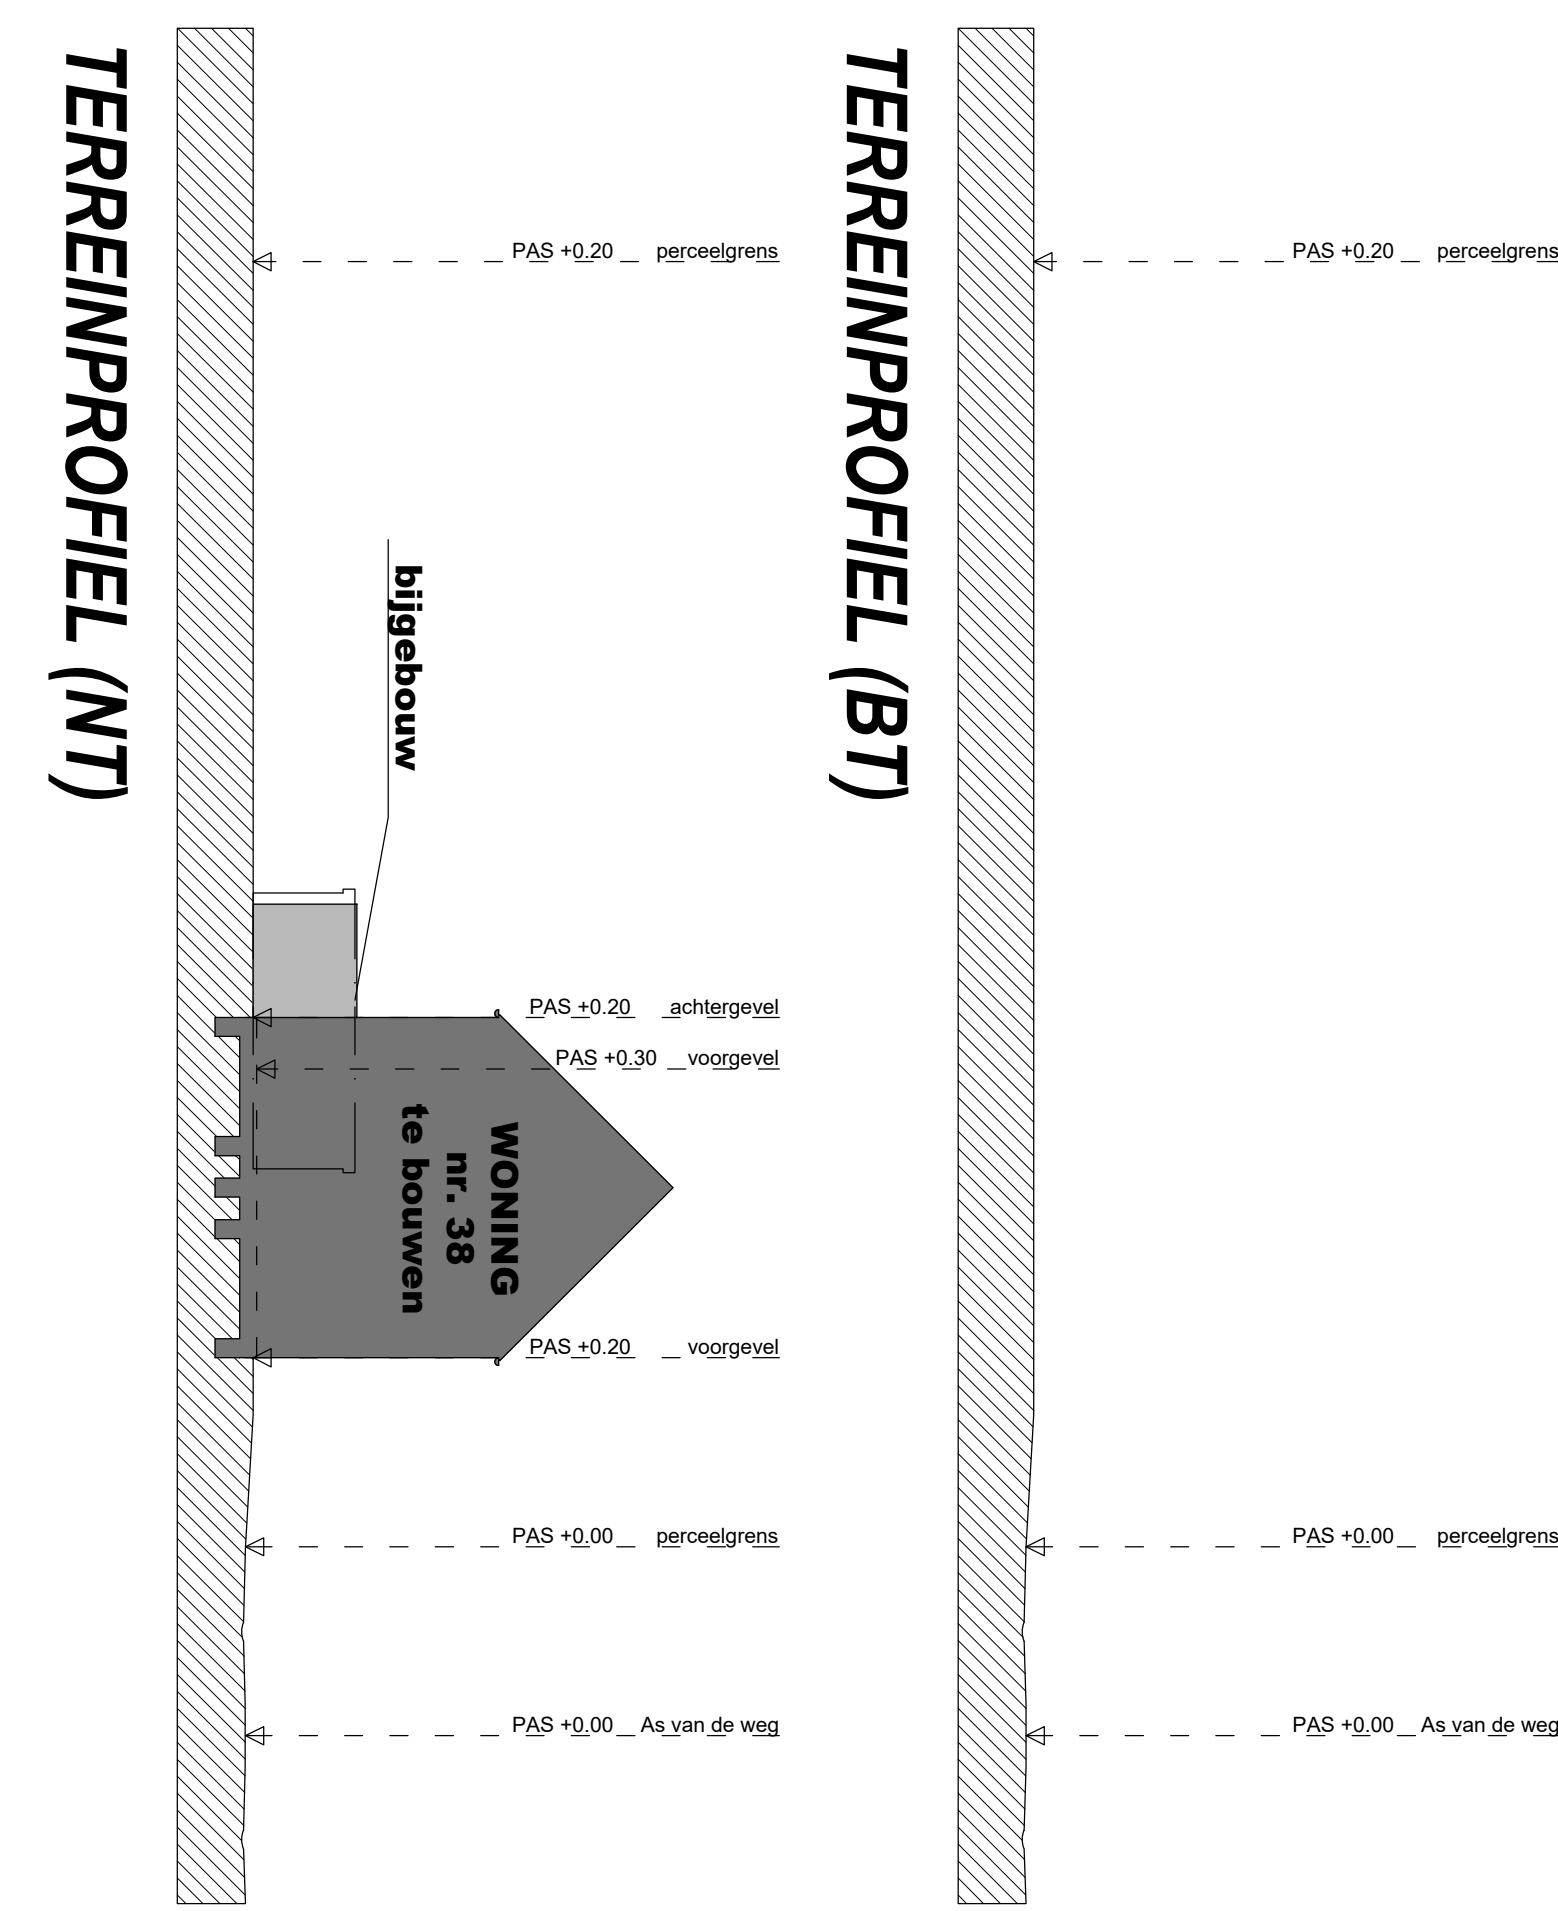 TERREINPROFIEL (NT)
PAS +0.20 perceelgrens
bijgebouw
PAS +0.20 achtergevel
PAS +0.30 voorgevel
WONING
nr. 38
te bouwen
PAS +0.20 voorgevel
PAS +0.00 perceelgrens
PAS +0.00 As van de weg
TERREINPROFIEL (BT)
PAS +0.20 perceelgrens
PAS +0.00 perceelgrens
PAS +0.00 As van de weg